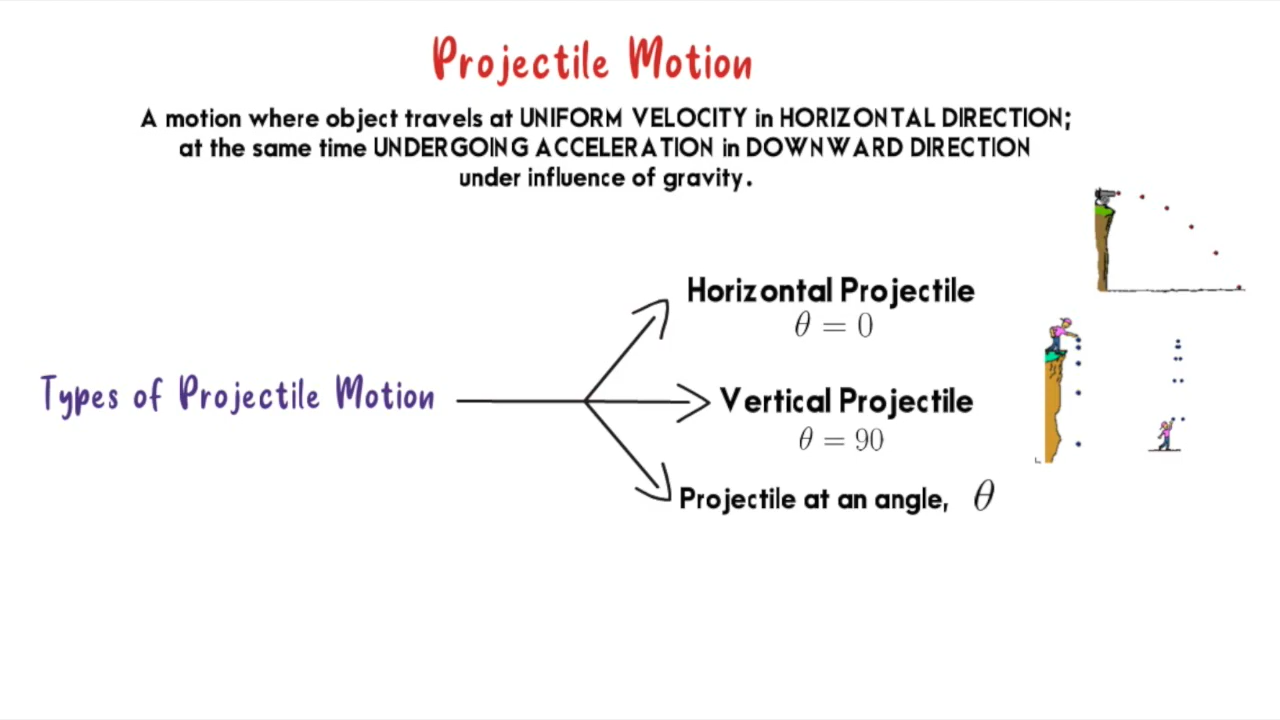 Projectile Motion
A motion where object travels at UNIFORM VELOCITY in HORIZONTAL DIRECTION;
at the same time UNDERGOING ACCELERATION in DOWNWARD DIRECTION
under influence of gravity.
Horizontal Projectile
θ = 0
Types of Projectile Motion
Vertical Projectile
θ = 90
Projectile at an angle, θ